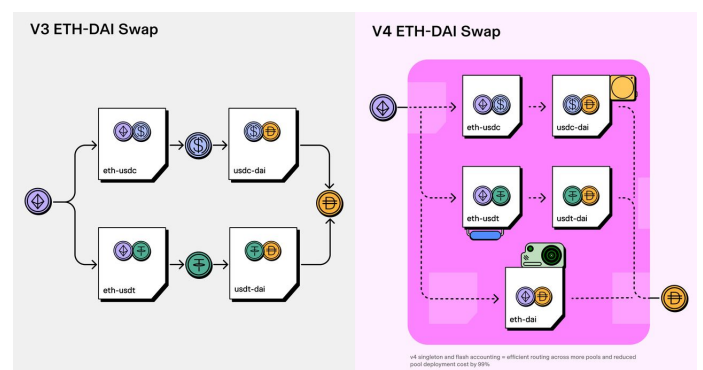 V3 ETH-DAI Swap
eth-usdc
usdc-dai
eth-usdt
usdt-dai
V4 ETH-DAI Swap
eth-usdc
usdc-dai
eth-usdt
usdt-dai
eth-dai
v4 singleton and flash accounting = efficient routing across more pools and reduced
pool deployment cost by 99%.